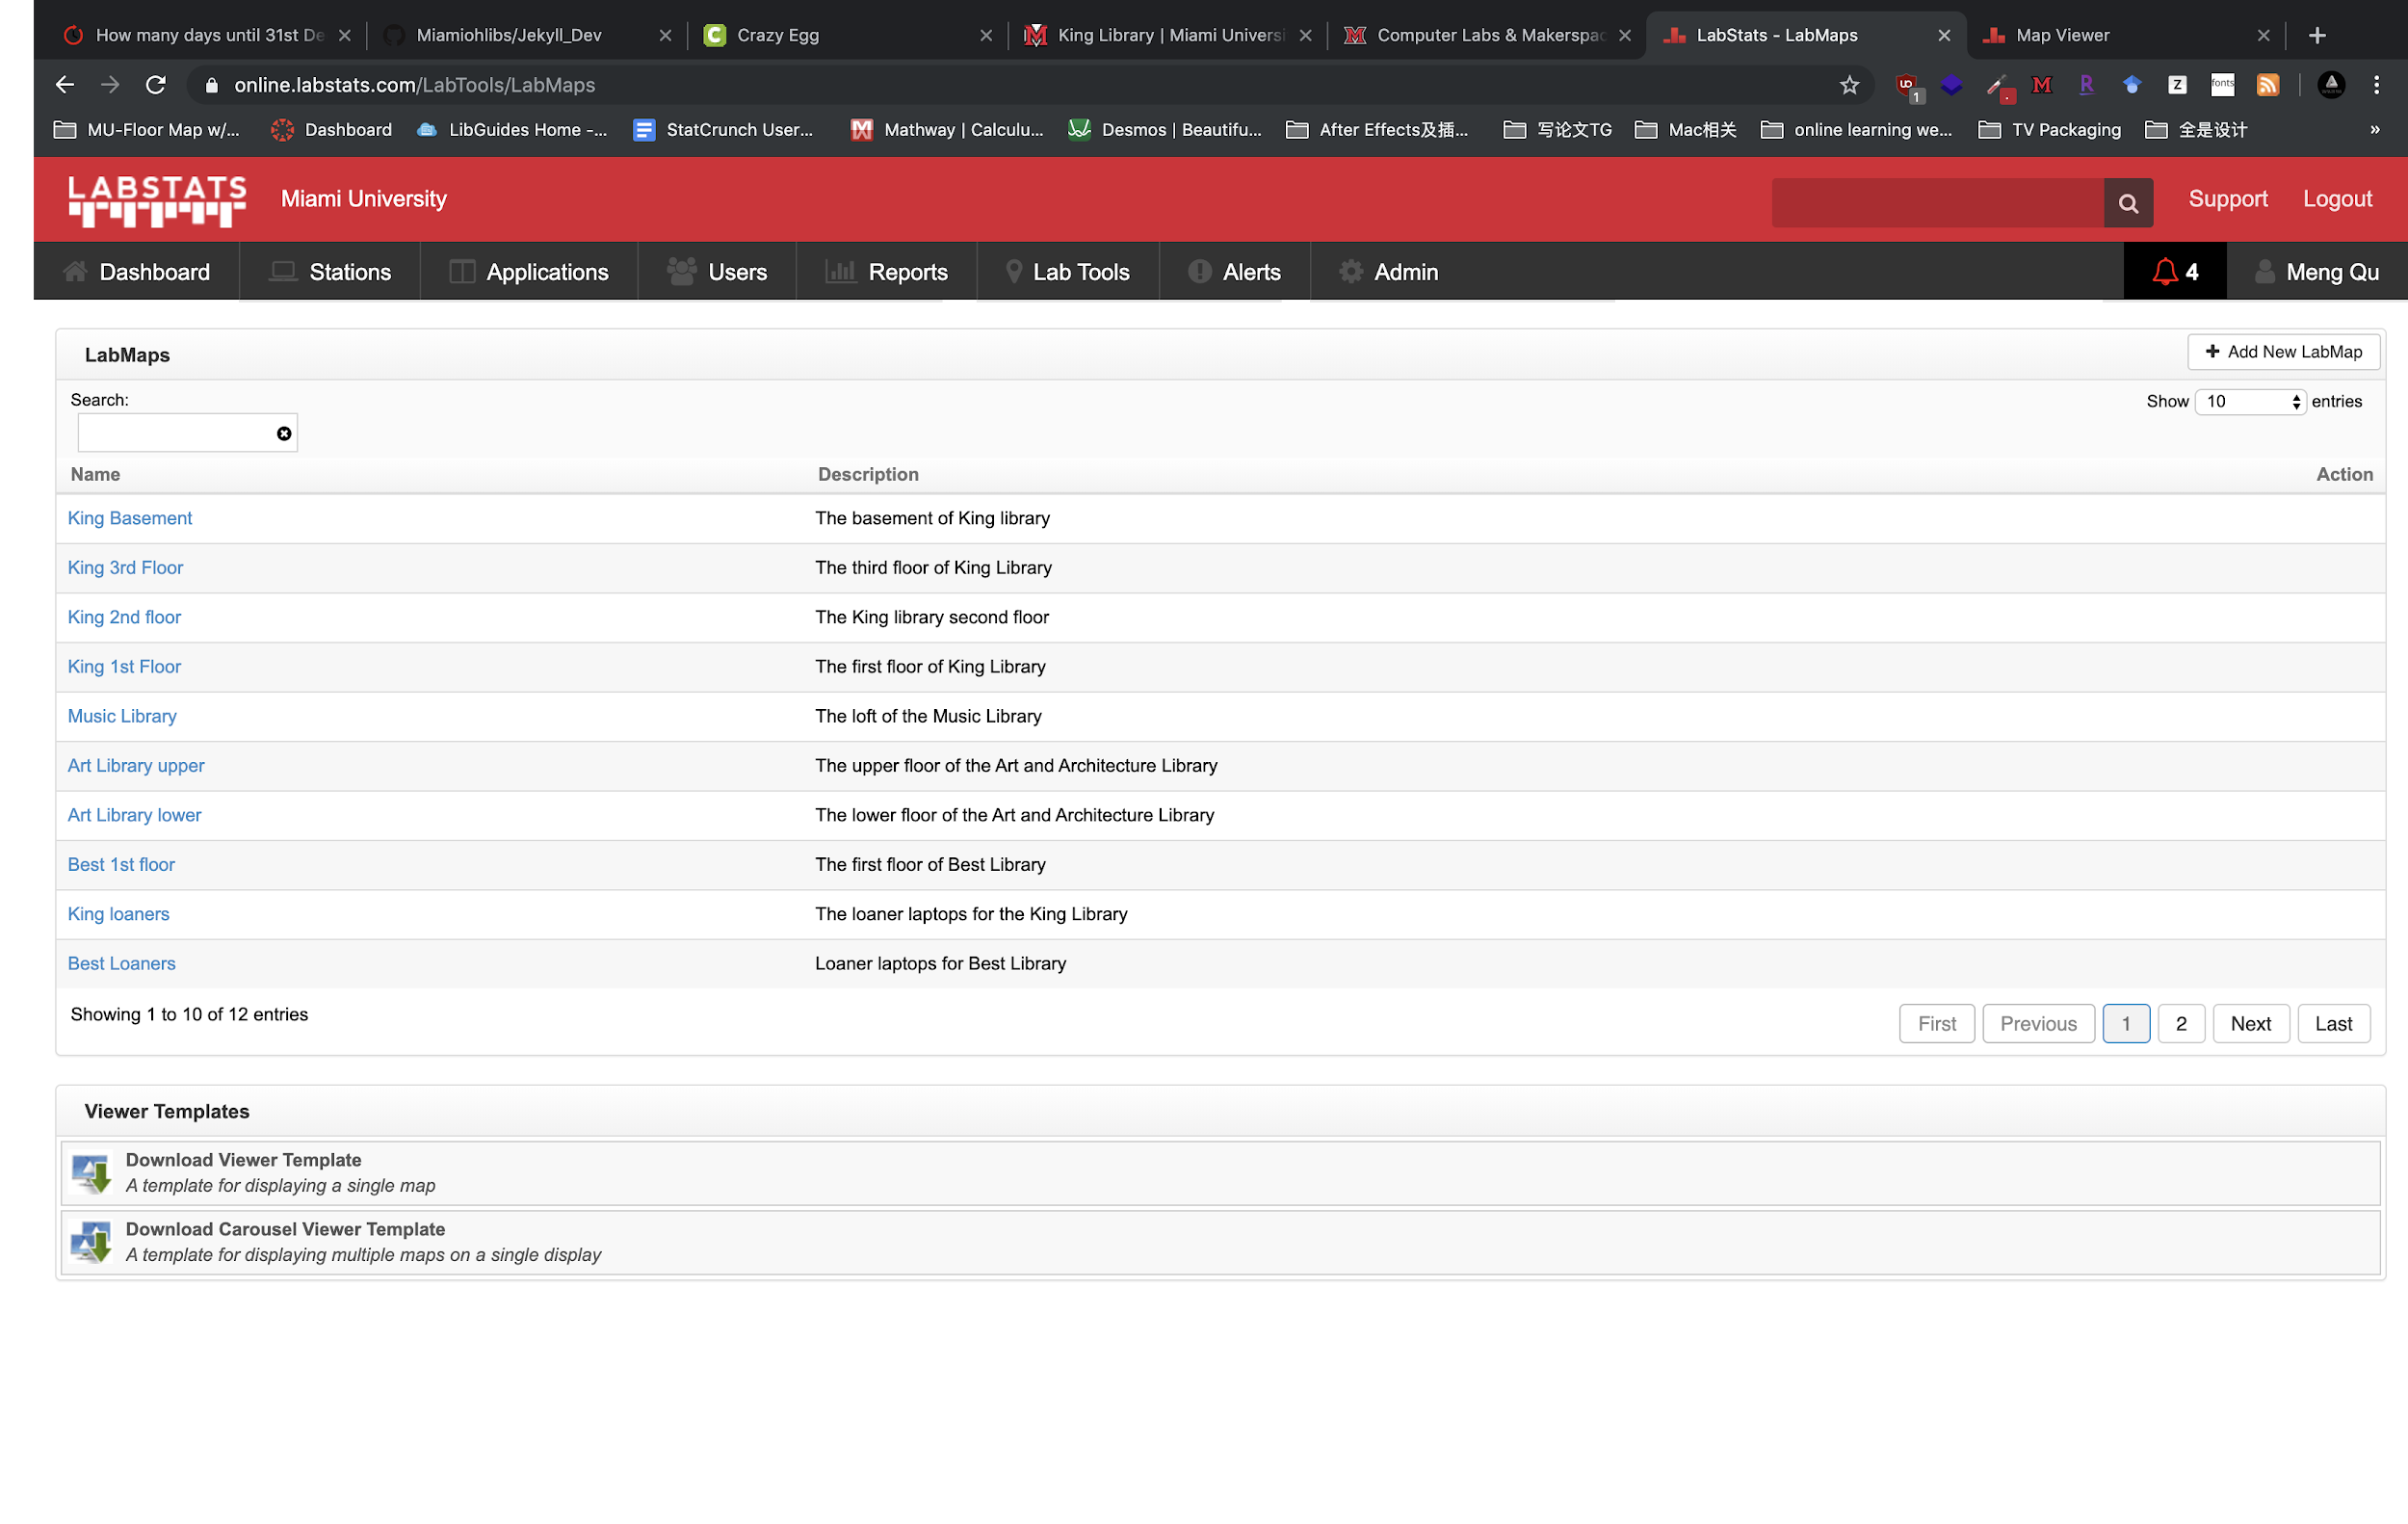 How many days until 31st De
Miamiohlibs/Jekyll_Dev
Crazy Egg
King Library | Miami Universi
Computer Labs & Makerspac
LabStats - LabMaps
Map Viewer
online.labstats.com/LabTools/LabMaps
1
M
R
Z
fonts
MU-Floor Map w/...
Dashboard
LibGuides Home -...
StatCrunch User...
Mathway | Calculu...
Desmos | Beautifu...
After Effects及插...
写论文TG
Mac相关
online learning we...
TV Packaging
全是设计
»
LABSTATS
Miami University
Support
Logout
Dashboard
Stations
Applications
Users
Reports
Lab Tools
Alerts
Admin
4
Meng Qu
LabMaps
+ Add New LabMap
Search:
Show 10 entries
Name Description Action
King Basement The basement of King library
King 3rd Floor The third floor of King Library
King 2nd floor The King library second floor
King 1st Floor The first floor of King Library
Music Library The loft of the Music Library
Art Library upper The upper floor of the Art and Architecture Library
Art Library lower The lower floor of the Art and Architecture Library
Best 1st floor The first floor of Best Library
King loaners The loaner laptops for the King Library
Best Loaners Loaner laptops for Best Library
Showing 1 to 10 of 12 entries
First Previous 1 2 Next Last
Viewer Templates
Download Viewer Template
A template for displaying a single map
Download Carousel Viewer Template
A template for displaying multiple maps on a single display